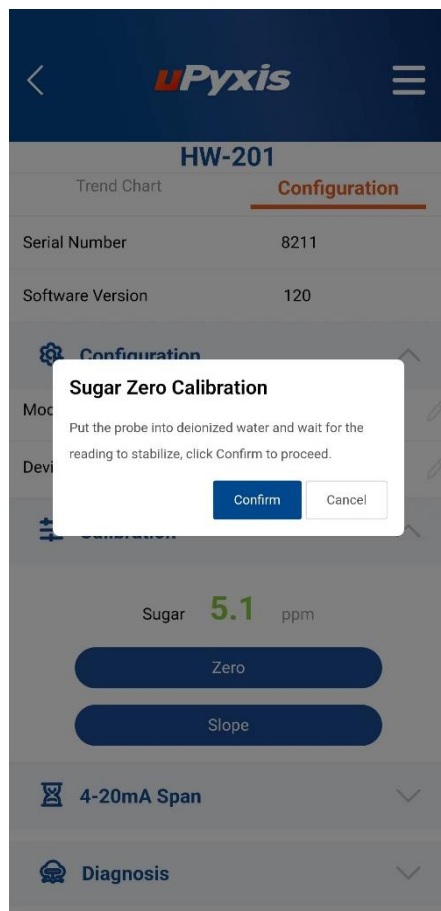 uPyxis
HW-201
Trend Chart
Configuration
Serial Number 8211
Software Version 120
Configuration
Sugar Zero Calibration
Put the probe into deionized water and wait for the
reading to stabilize, click Confirm to proceed.
Confirm Cancel
Calibration
Sugar 5.1 ppm
Zero
Slope
4-20mA Span
Diagnosis